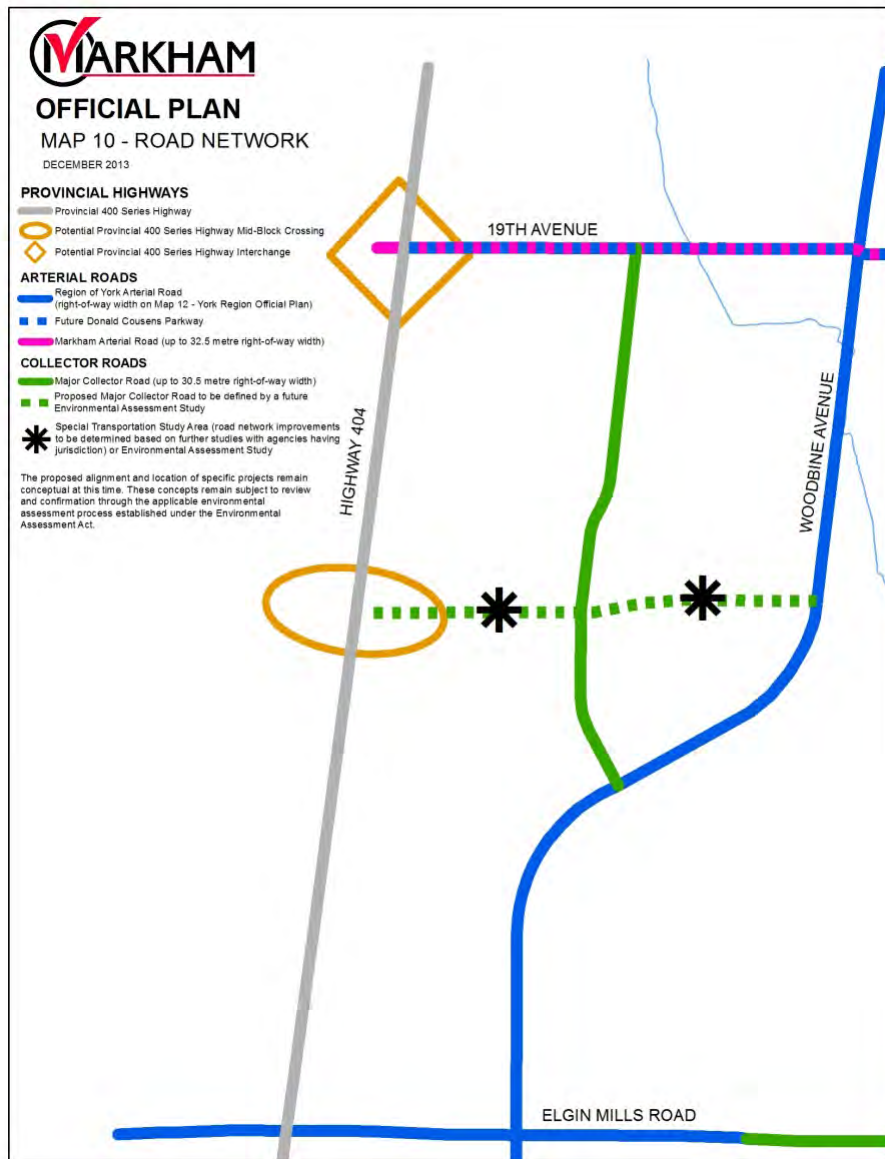 MARKHAM
OFFICIAL PLAN
MAP 10 - ROAD NETWORK
DECEMBER 2013
PROVINCIAL HIGHWAYS
Provincial 400 Series Highway
Potential Provincial 400 Series Highway Mid-Block Crossing
Potential Provincial 400 Series Highway Interchange
ARTERIAL ROADS
Region of York Arterial Road
(right-of-way width on Map 12 - York Region Official Plan)
Future Donald Cousens Parkway
Markham Arterial Road (up to 32.5 metre right-of-way width)
COLLECTOR ROADS
Major Collector Road (up to 30.5 metre right-of-way width)
Proposed Major Collector Road to be defined by a future
Environmental Assessment Study
Special Transportation Study Area (road network improvements
to be determined based on further studies with agencies having
jurisdiction) or Environmental Assessment Study
The proposed alignment and location of specific projects remain
conceptual at this time. These concepts remain subject to review
and confirmation through the applicable environmental
assessment process established under the Environmental
Assessment Act.
19TH AVENUE
HIGHWAY 404
WOODBINE AVENUE
ELGIN MILLS ROAD